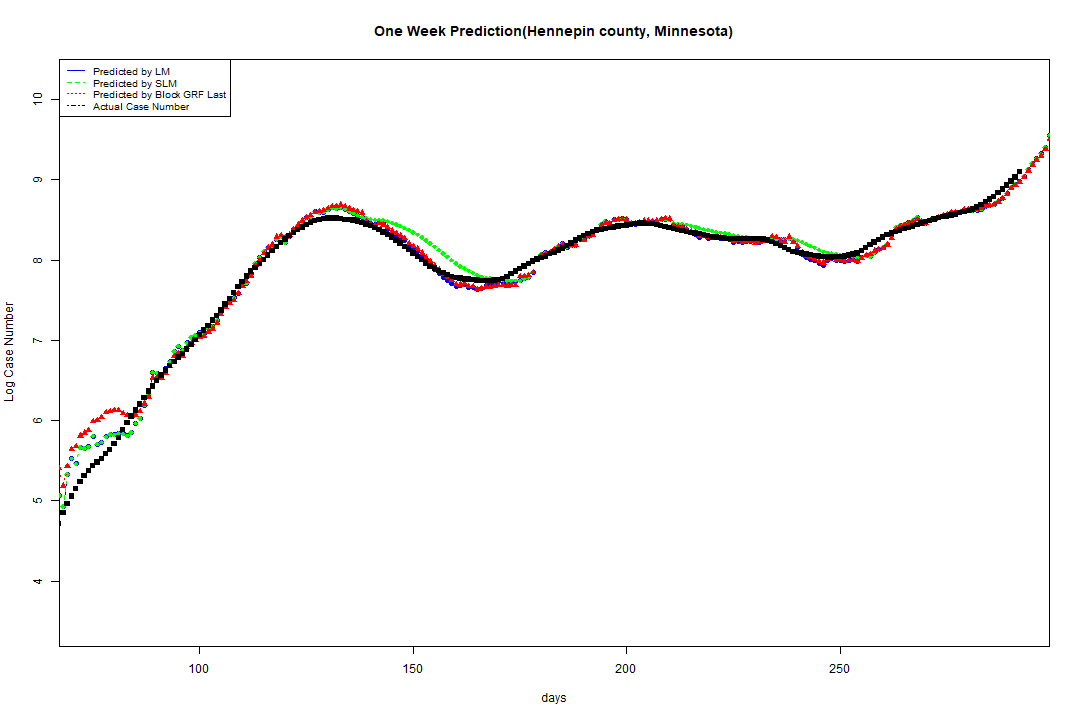 One Week Prediction(Hennepin county, Minnesota)
Predicted by LM
Predicted by SLM
Predicted by Block GRF Last
Actual Case Number
Log Case Number
10
9
8
7
6
5
4
100 150 200 250
days